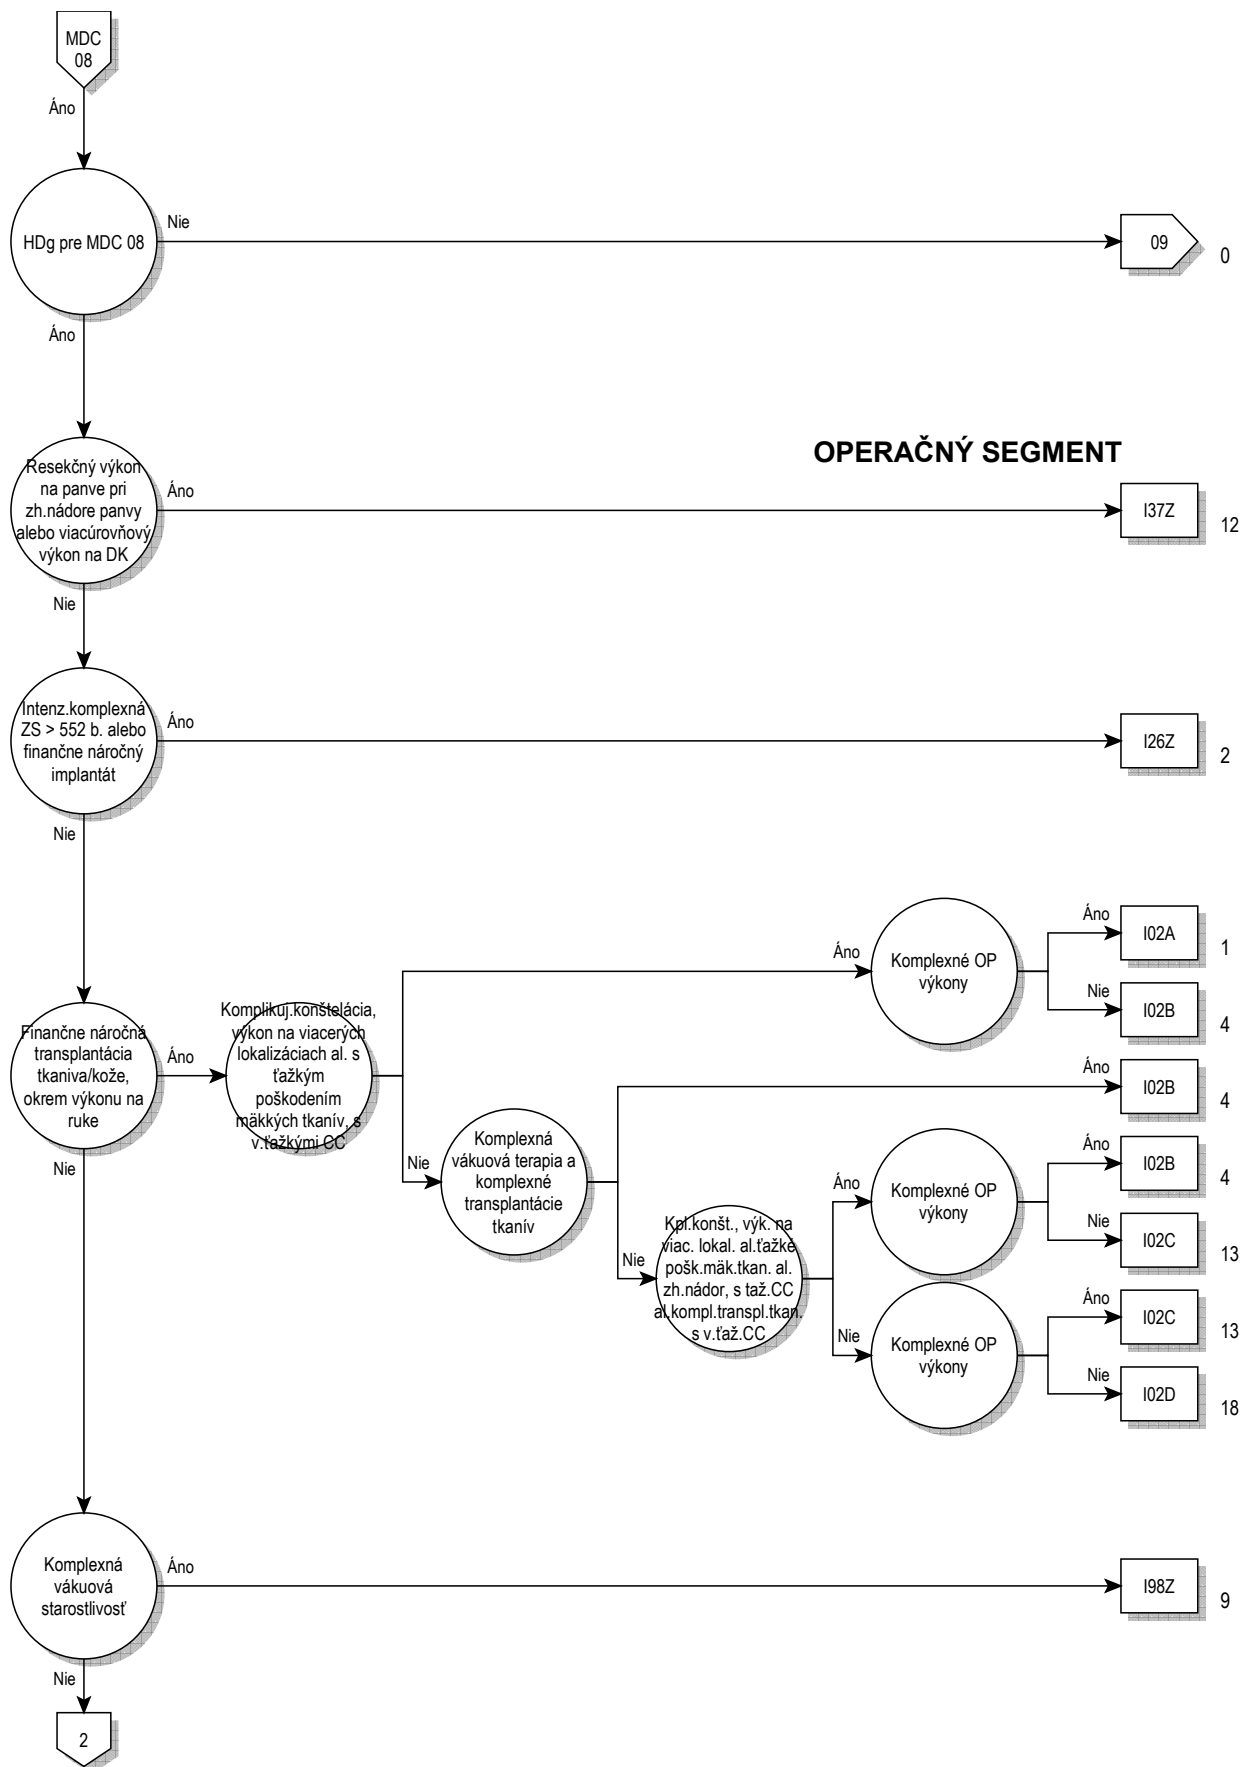 MDC
08
Áno
HDg pre MDC 08
Nie
09
0
Áno
OPERAČNÝ SEGMENT
Resekčný výkon
na panve pri
zh.nádore panvy
alebo viacúrovňový
výkon na DK
Áno
I37Z
12
Nie
Intenz.komplexná
ZS > 552 b. alebo
finančne náročný
implantát
Áno
I26Z
2
Nie
Finančne náročná
transplantácia
tkaniva/kože,
okrem výkonu na
ruke
Áno
Komplikuj.konštelácia,
výkon na viacerých
lokalizáciach al. s
ťažkým
poškodením
mäkkých tkanív, s
v.ťažkými CC
Áno
Komplexné OP
výkony
Áno
I02A
1
Nie
I02B
4
Nie
Komplexná
vákuová terapia a
komplexné
transplantácie
tkanív
Áno
I02B
4
Nie
Kpl.konšt., výk. na
viac. lokal. al.ťažké
pošk.mäk.tkan. al.
zh.nádor, s taž.CC
al.kompl.transpl.tkan.
s v.ťaž.CC
Áno
Komplexné OP
výkony
Áno
I02B
4
Nie
I02C
13
Nie
Komplexné OP
výkony
Áno
I02C
13
Nie
I02D
18
Nie
Komplexná
vákuová
starostlivosť
Áno
I98Z
9
Nie
2